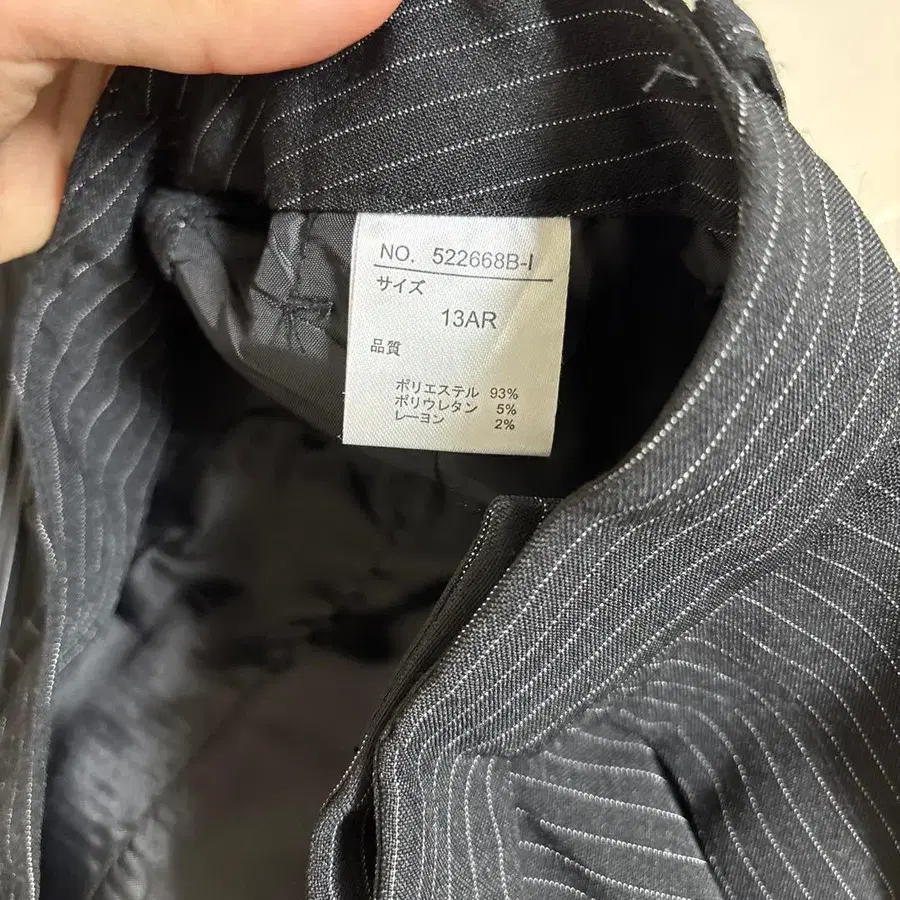 NO. 522668B-I
サイズ
13AR
品質
ポリエステル 93%
ポリウレタン 5%
レーヨン 2%